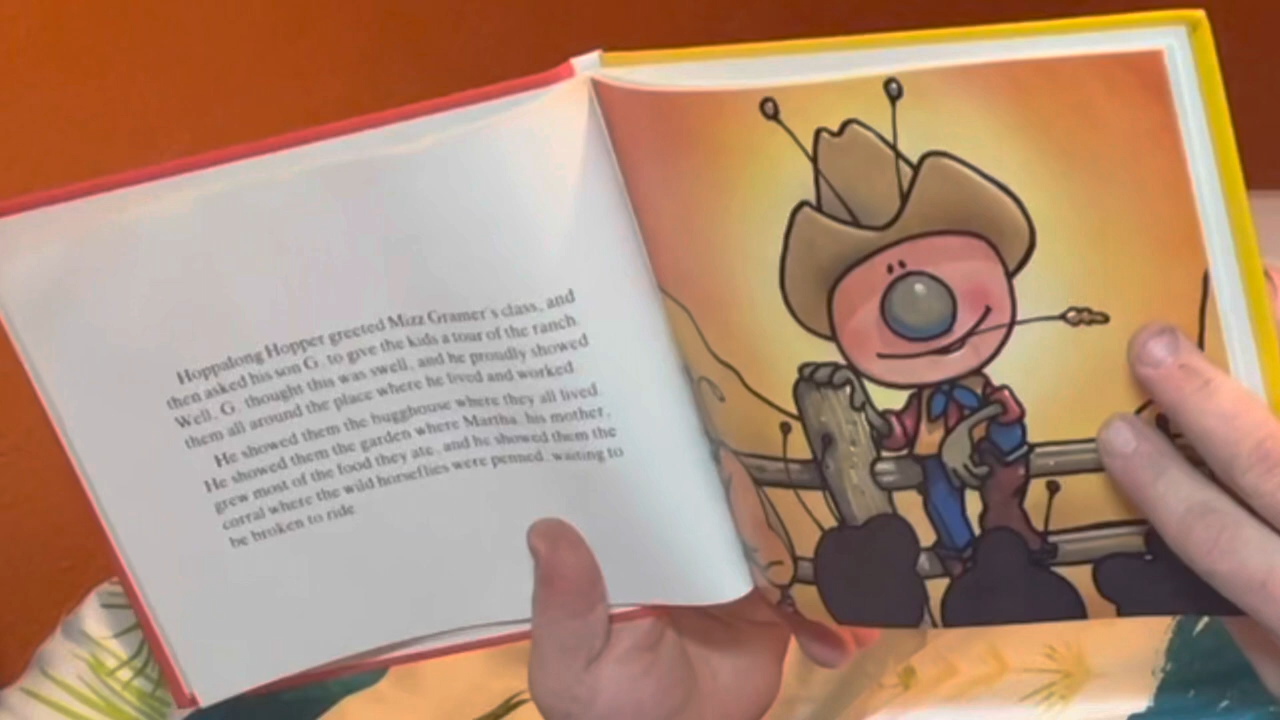 Hoppalong Hopper greeted Mizz Gramer's class, and
then asked his son G. to give the kids a tour of the ranch.
Well, G. thought this was swell, and he proudly showed
them all around the place where he lived and worked.
He showed them the bugghouse where they all lived.
He showed them the garden where Martha, his mother,
grew most of the food they ate, and he showed them the
corral where the wild horseflies were penned, waiting to
be broken to ride.